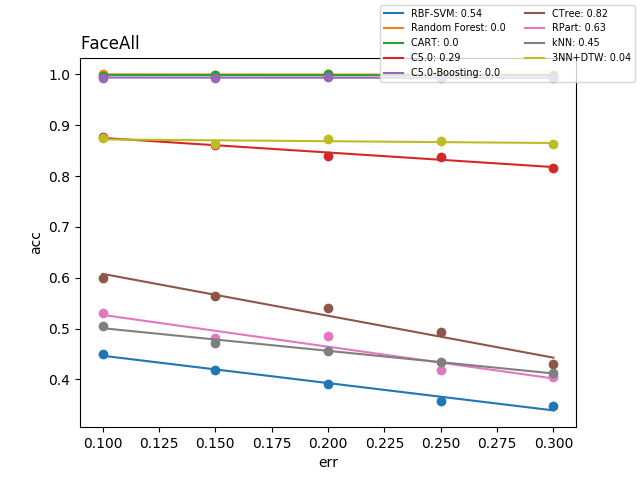 FaceAll
RBF-SVM: 0.54
Random Forest: 0.0
CART: 0.0
C5.0: 0.29
C5.0-Boosting: 0.0
CTree: 0.82
RPart: 0.63
kNN: 0.45
3NN+DTW: 0.04
1.0
0.9
0.8
0.7
0.6
0.5
0.4
acc
0.100 0.125 0.150 0.175 0.200 0.225 0.250 0.275 0.300
err